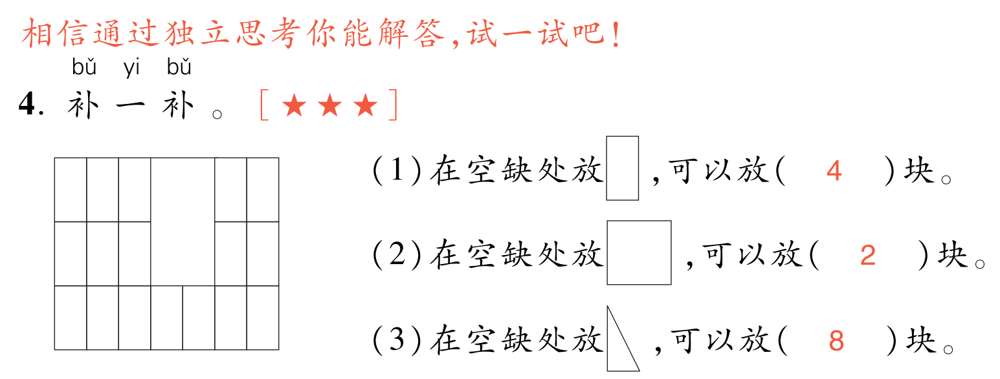 相信通过独立思考你能解答,试一试吧!
bǔ yi bǔ
4. 补一补。[★★★]
(1)在空缺处放 ,可以放( 4 )块。
(2)在空缺处放 ,可以放( 2 )块。
(3)在空缺处放 ,可以放( 8 )块。